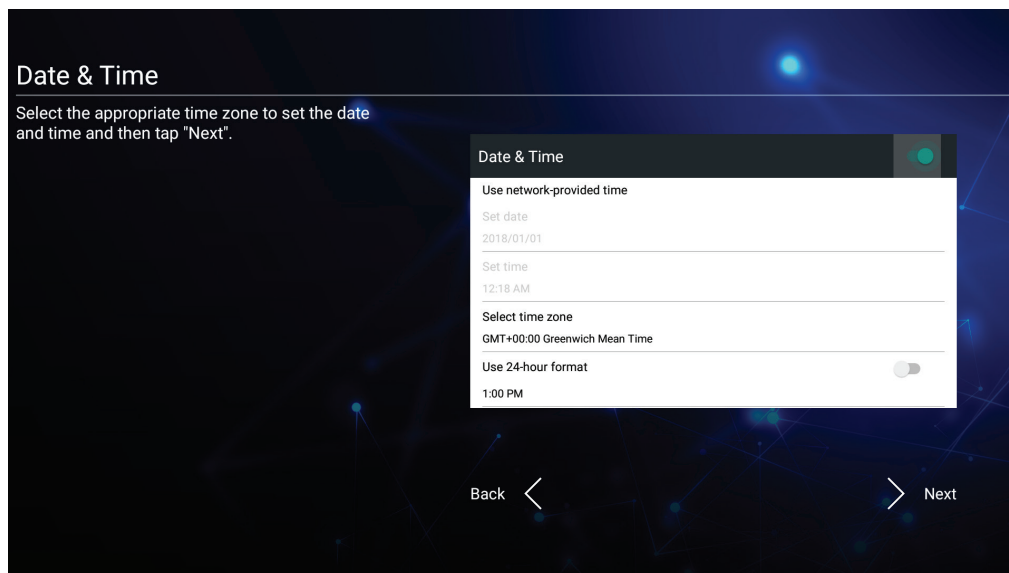 Date & Time
Select the appropriate time zone to set the date
and time and then tap "Next".
Date & Time
Use network-provided time
Set date
2018/01/01
Set time
12:18 AM
Select time zone
GMT+00:00 Greenwich Mean Time
Use 24-hour format
1:00 PM
Back
Next